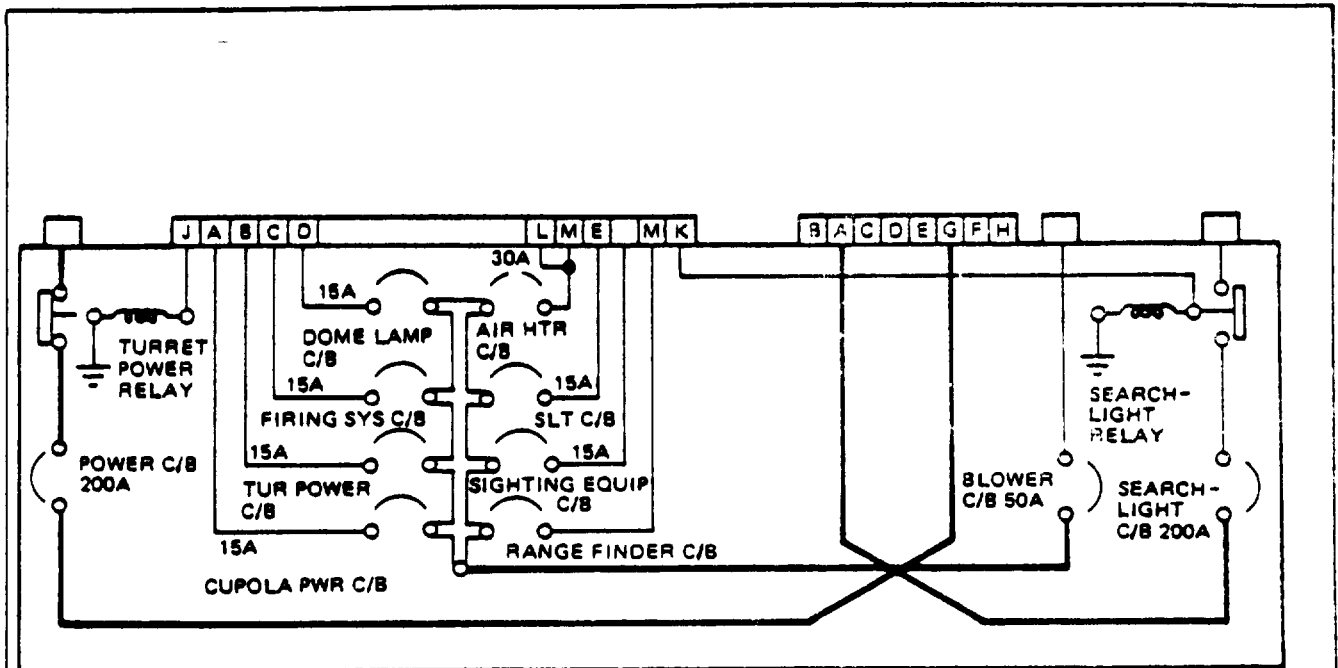 J A B C D
L M E M K
B A C D E G F H
30A
15A
DOME LAMP
C/B
AIR HTR
C/B
TURRET
POWER
RELAY
15A
FIRING SYS C/B
15A
SLT C/B
SEARCH-
LIGHT
RELAY
POWER C/B
200A
15A
TUR POWER
C/B
15A
SIGHTING EQUIP
C/B
BLOWER
C/B 50A
SEARCH-
LIGHT
C/B 200A
15A
CUPOLA PWR C/B
RANGE FINDER C/B